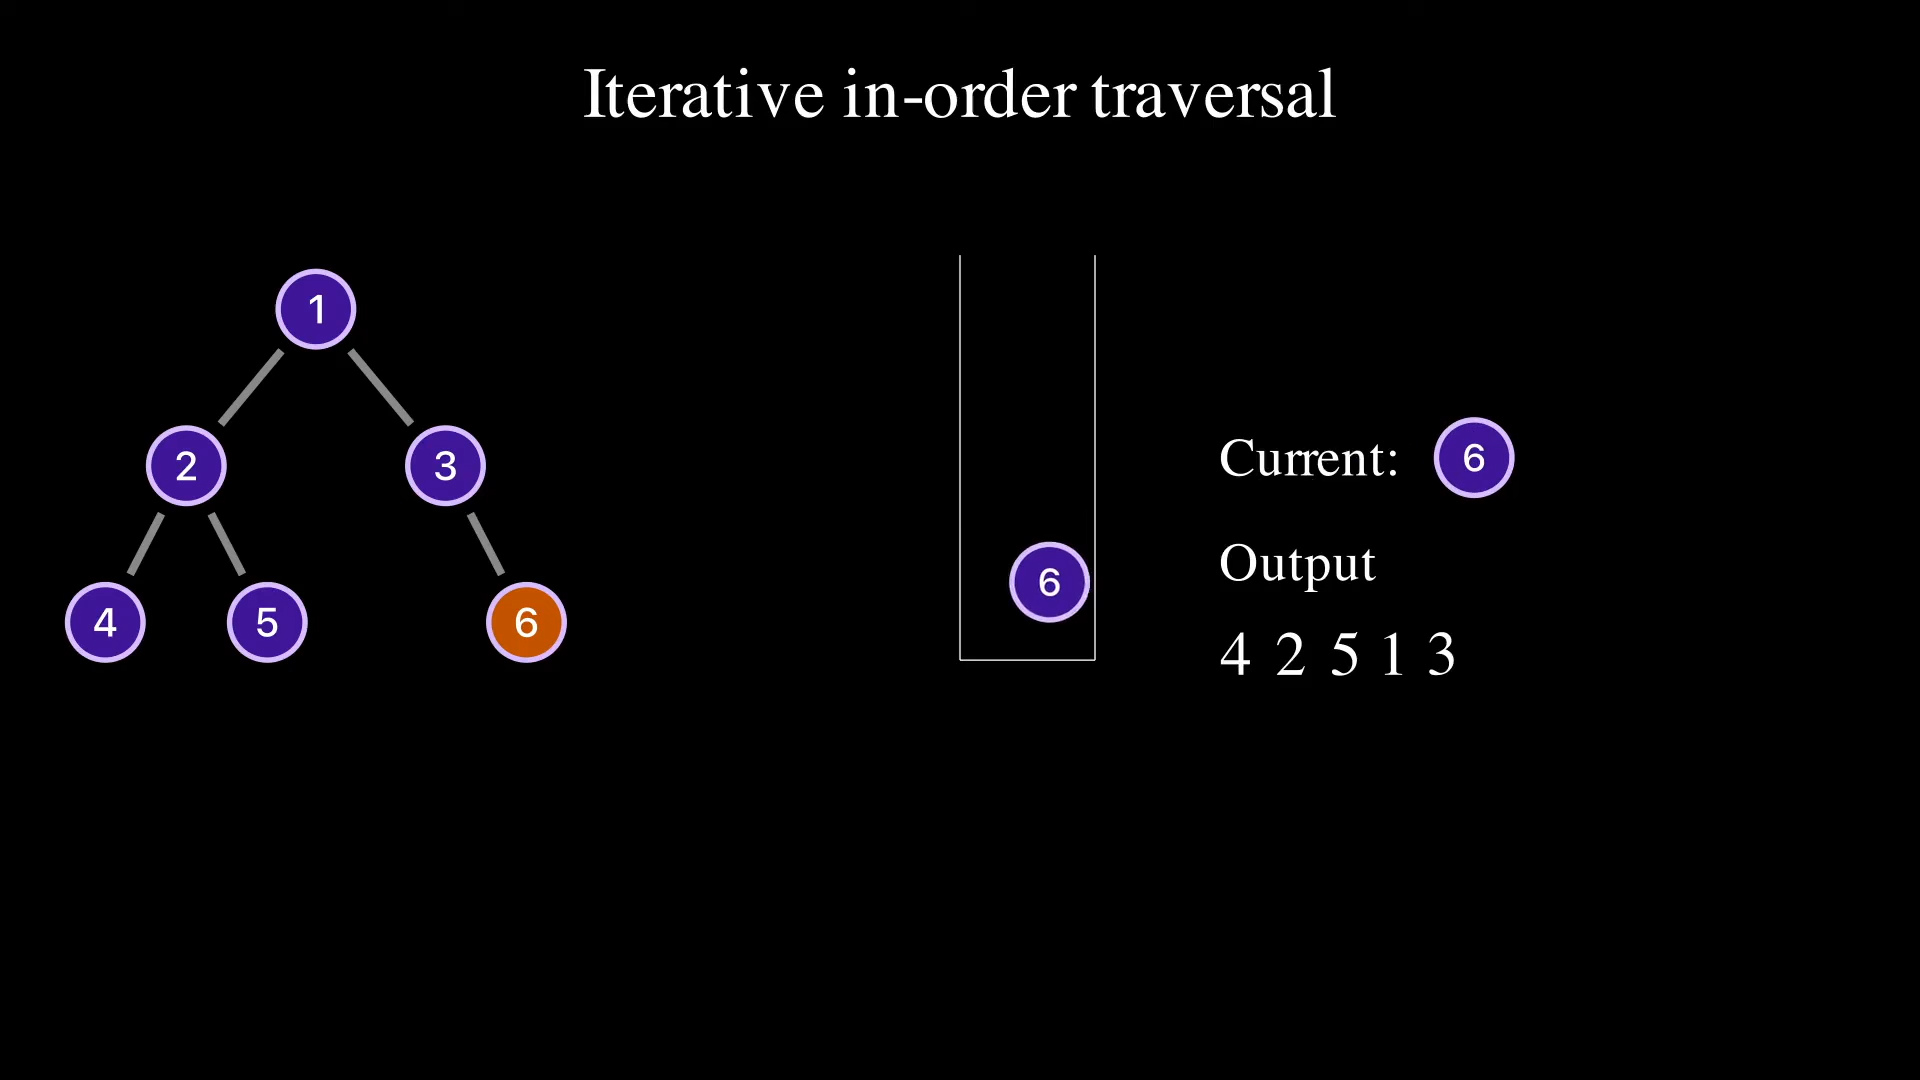 Iterative in-order traversal
1
2 3
4 5 6
6
Current: 6
Output
4 2 5 1 3